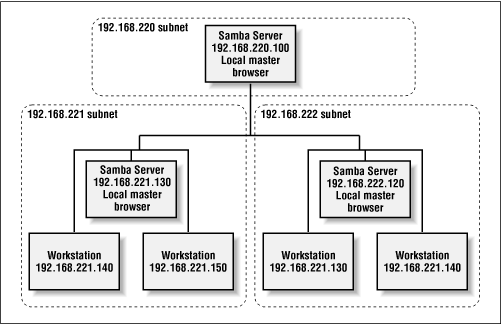 192.168.220 subnet
Samba Server
192.168.220.100
Local master
browser
192.168.221 subnet
192.168.222 subnet
Samba Server
192.168.221.130
Local master
browser
Samba Server
192.168.222.120
Local master
browser
Workstation
192.168.221.140
Workstation
192.168.221.150
Workstation
192.168.221.130
Workstation
192.168.221.140